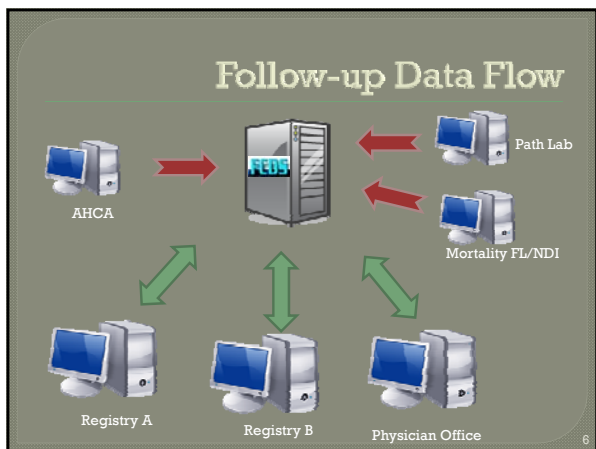 Follow-up Data Flow
FCDS
Path Lab
AHCA
Mortality FL/NDI
Registry A
Registry B
Physician Office
6